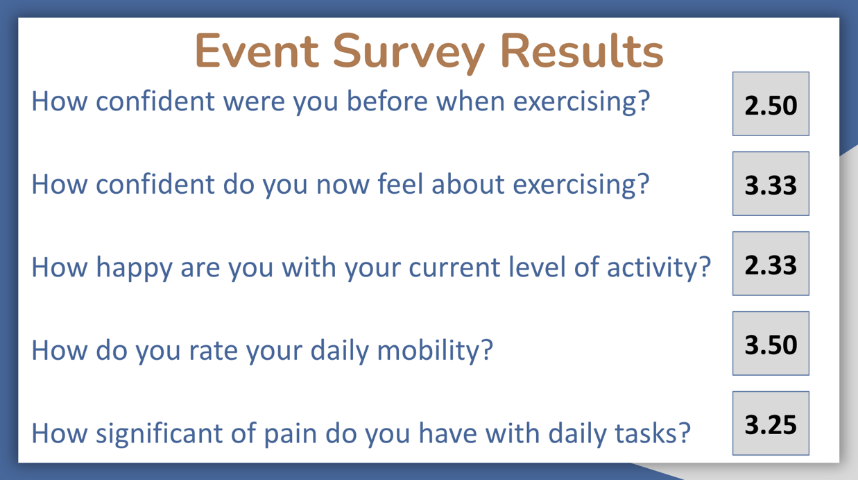 Event Survey Results
How confident were you before when exercising? 2.50
How confident do you now feel about exercising? 3.33
How happy are you with your current level of activity? 2.33
How do you rate your daily mobility? 3.50
How significant of pain do you have with daily tasks? 3.25